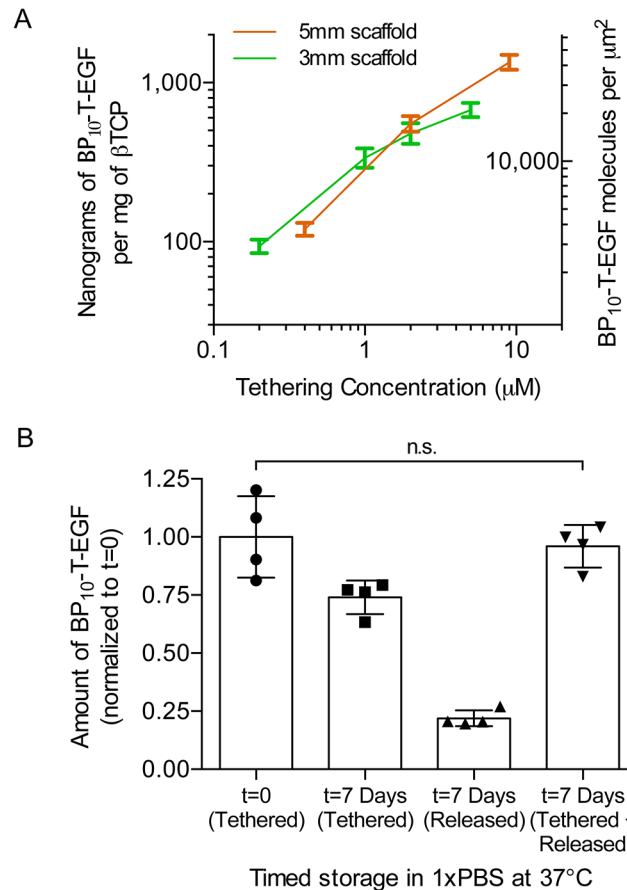 A
5mm scaffold
3mm scaffold
Nanograms of BP₁₀-T-EGF
per mg of βTCP
1,000
100
10,000
BP₁₀-T-EGF molecules per μm²
0.1
1
10
Tethering Concentration (μM)
B
n.s.
Amount of BP₁₀-T-EGF
(normalized to t=0)
1.25
1.00
0.75
0.50
0.25
0.00
t=0
(Tethered)
t=7 Days
(Tethered)
t=7 Days
(Released)
t=7 Days
(Tethered
Released)
Timed storage in 1xPBS at 37°C